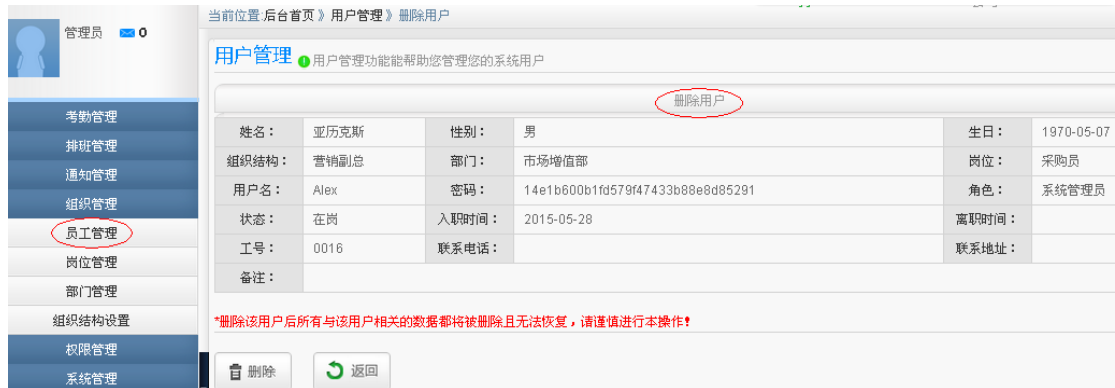 当前位置:后台首页 》用户管理 》删除用户
管理员 0
用户管理 用户管理功能能帮助您管理您的系统用户
删除用户
考勤管理
排班管理
通知管理
组织管理
员工管理
岗位管理
部门管理
组织结构设置
权限管理
系统管理
姓名： 亚历克斯 性别： 男 生日： 1970-05-07
组织结构： 营销副总 部门： 市场增值部 岗位： 采购员
用户名： Alex 密码： 14e1b600b1fd579f47433b88e8d85291 角色： 系统管理员
状态： 在岗 入职时间： 2015-05-28 离职时间：
工号： 0016 联系电话： 联系地址：
备注：
*删除该用户后所有与该用户相关的数据都将被删除且无法恢复，请谨慎进行本操作！
删除 返回